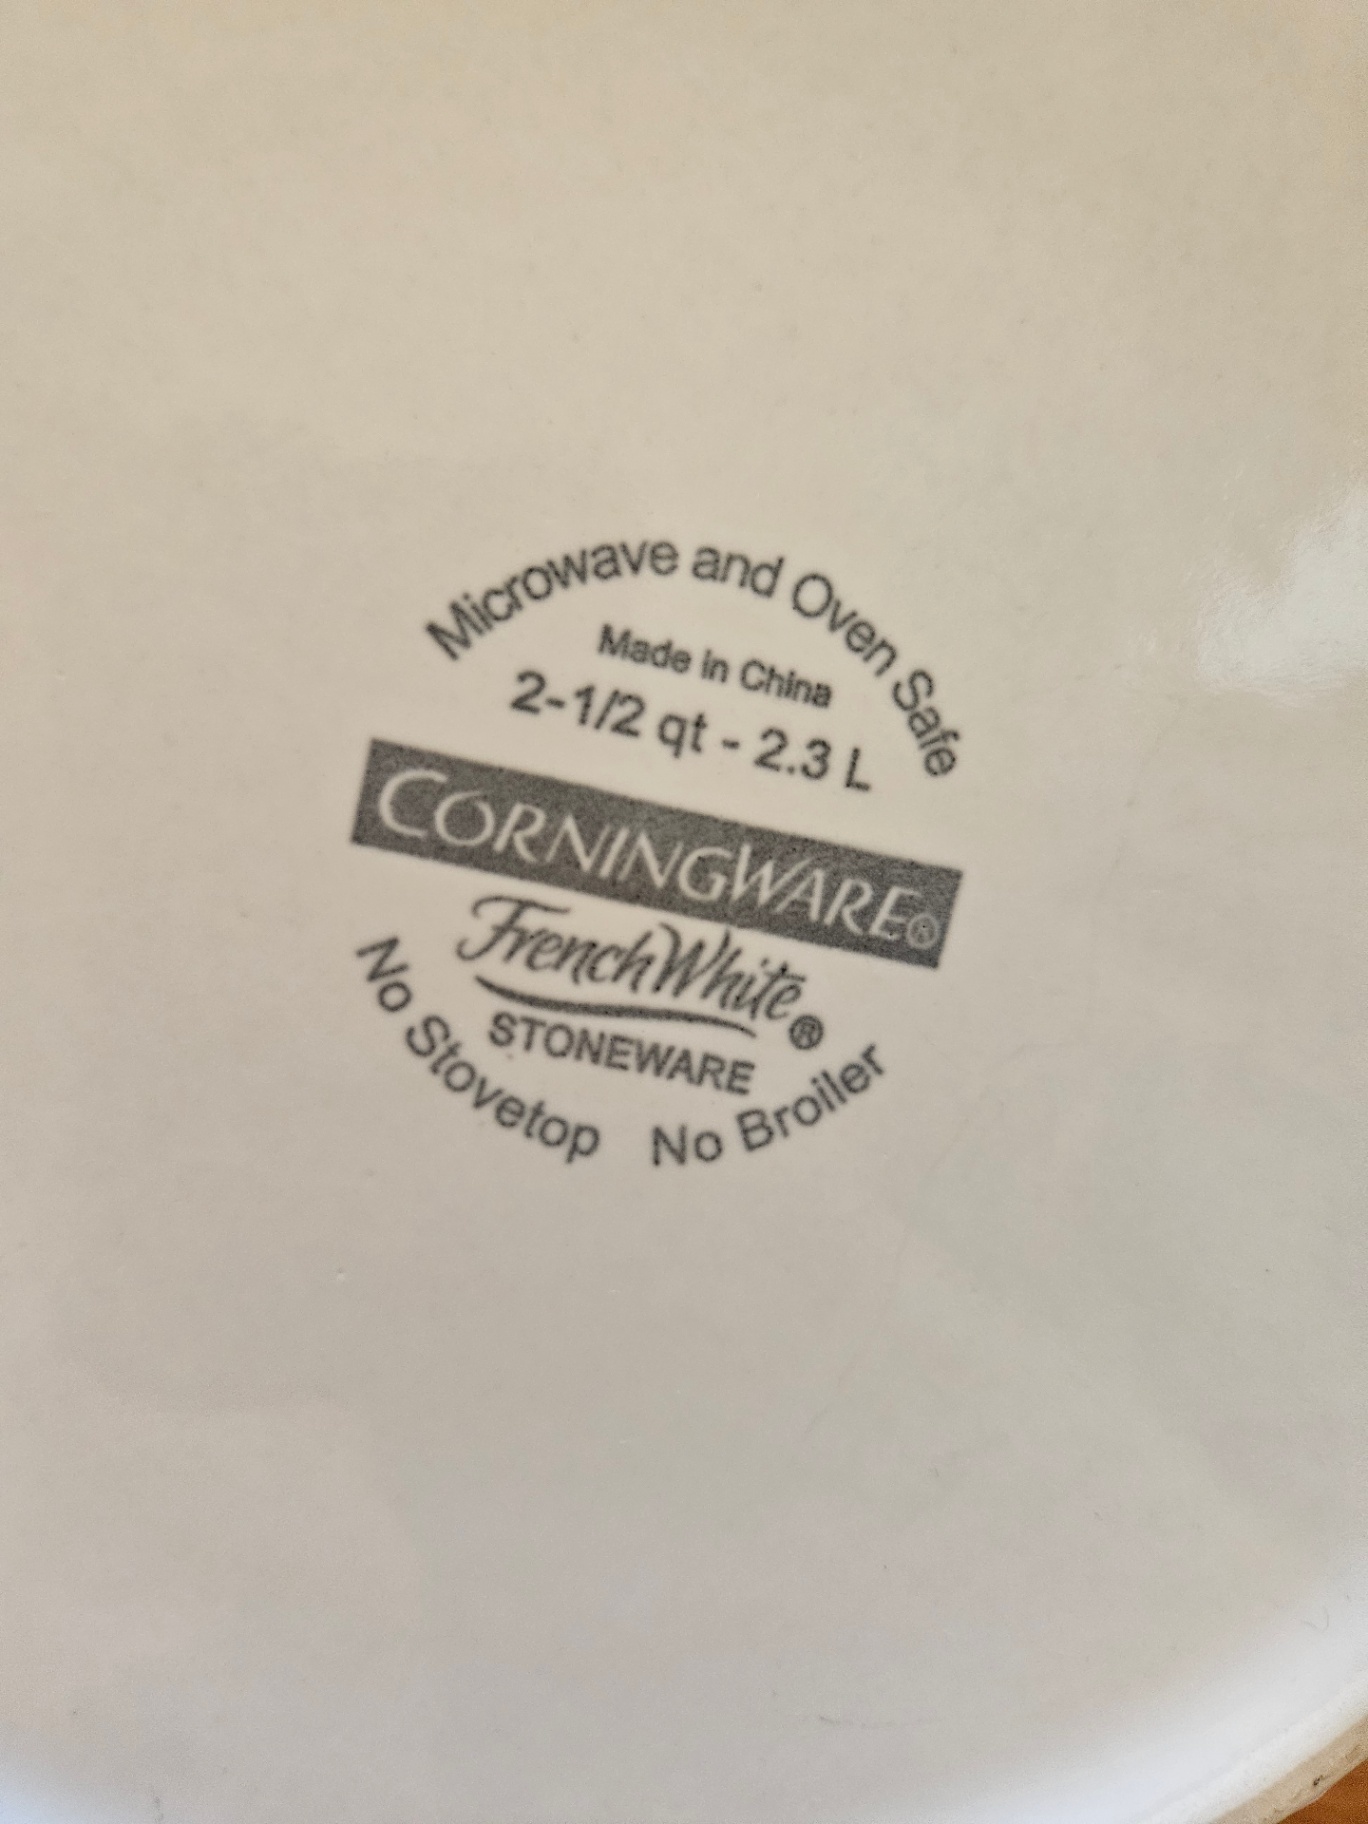 Microwave and Oven Safe
Made in China
2-1/2 qt - 2.3 L
CORNINGWARE®
French White®
STONEWARE
No Stovetop No Broiler